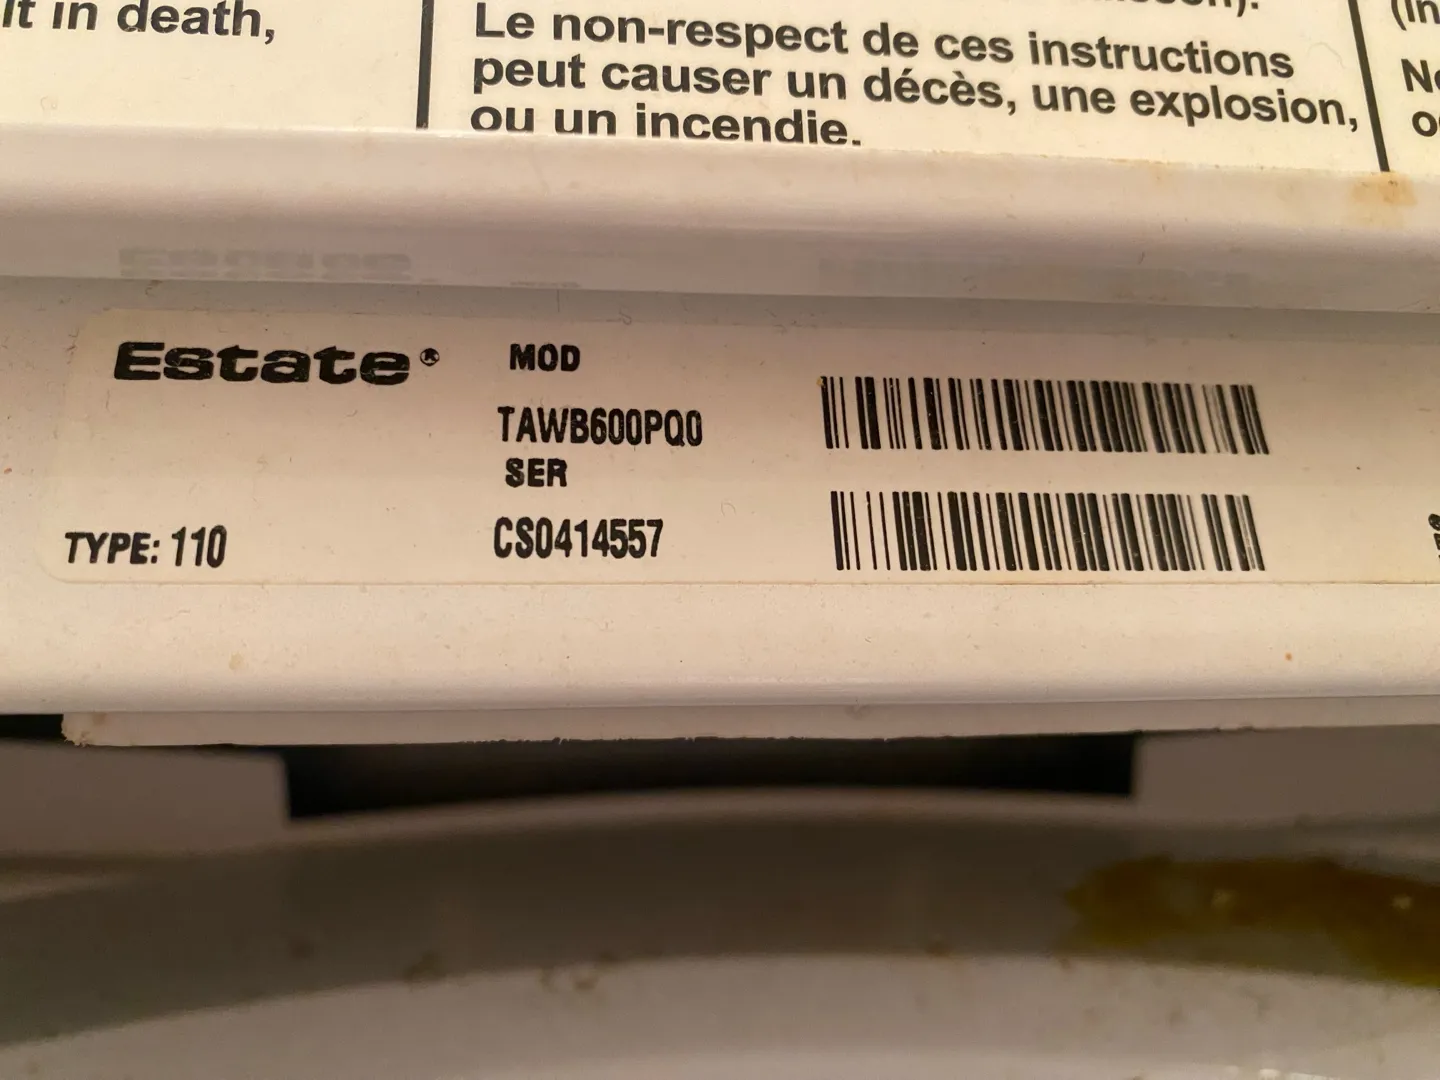 lt in death,
Le non-respect de ces instructions
peut causer un décès, une explosion,
ou un incendie.
Estate®
MOD
TAWB600PQ0
SER
CS0414557
TYPE: 110